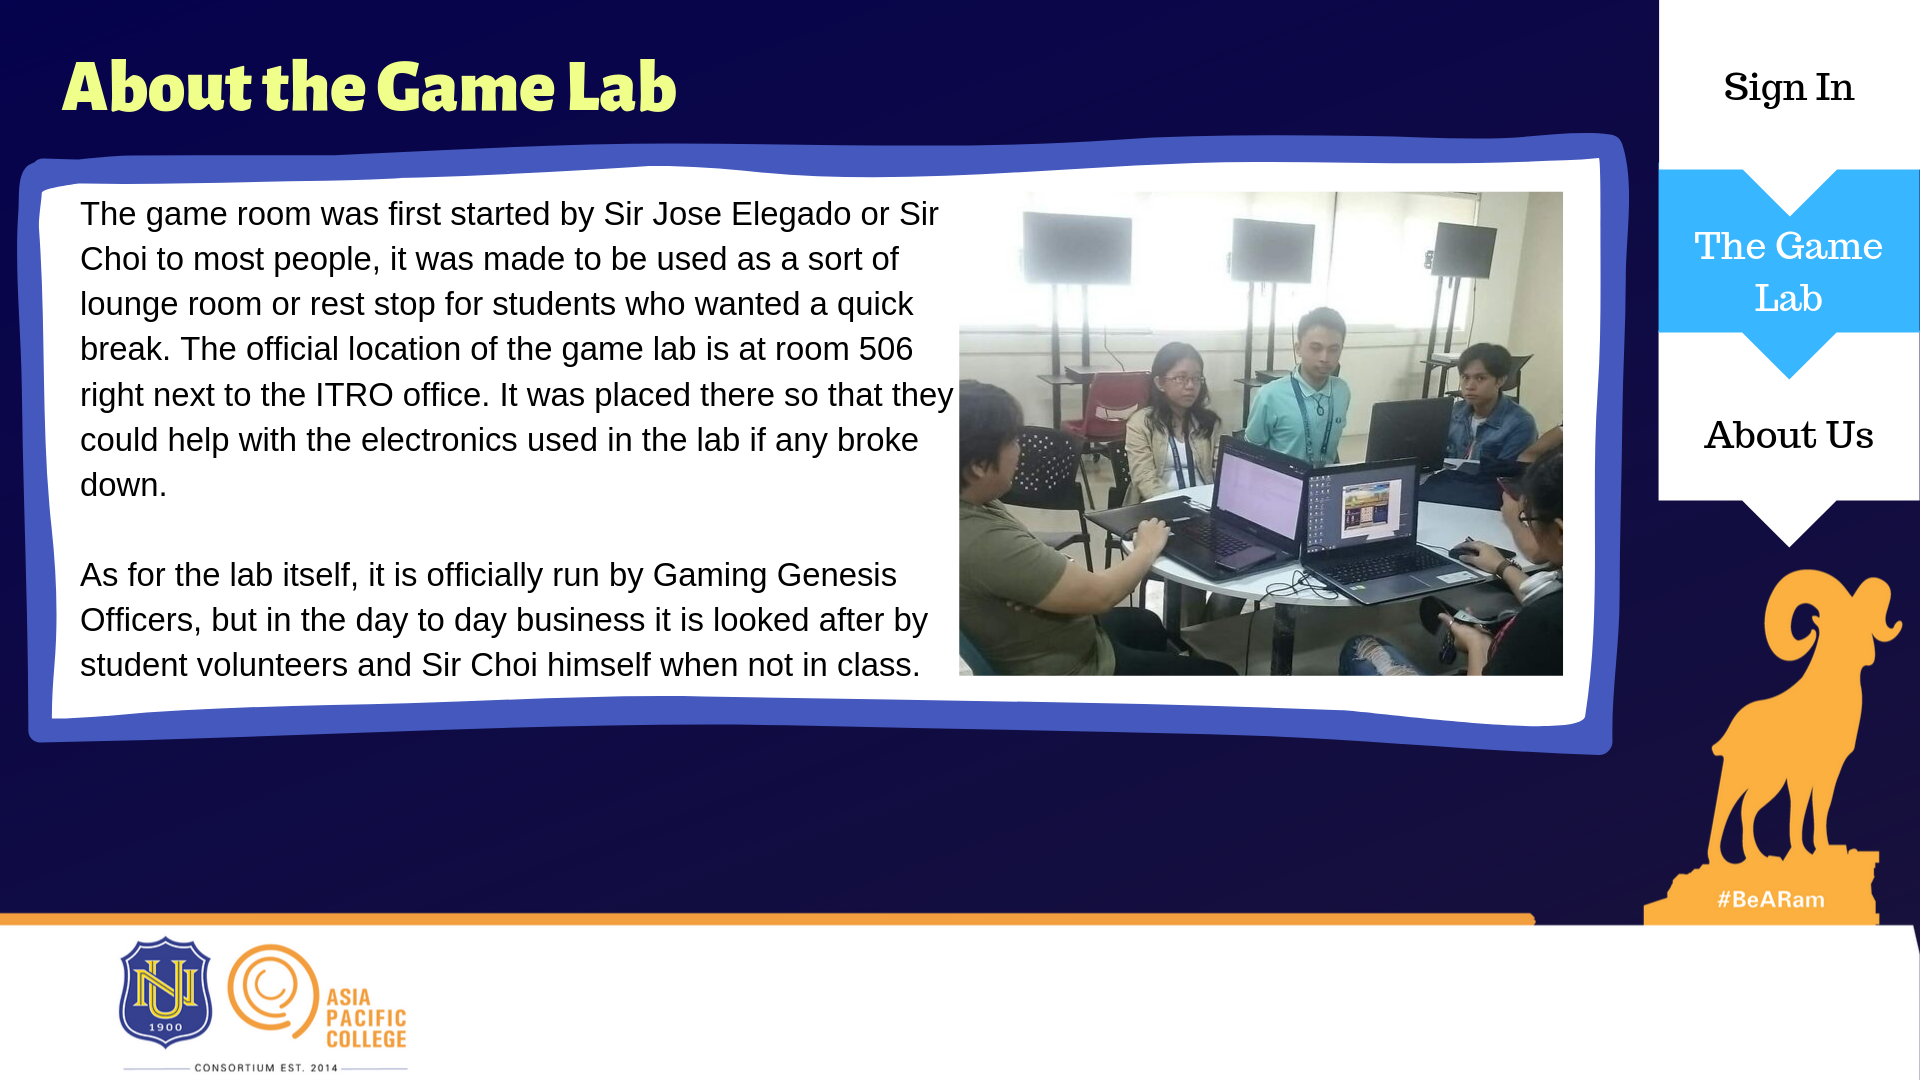 About the Game Lab
Sign In
The Game
Lab
About Us
The game room was first started by Sir Jose Elegado or Sir
Choi to most people, it was made to be used as a sort of
lounge room or rest stop for students who wanted a quick
break. The official location of the game lab is at room 506
right next to the ITRO office. It was placed there so that they
could help with the electronics used in the lab if any broke
down.
As for the lab itself, it is officially run by Gaming Genesis
Officers, but in the day to day business it is looked after by
student volunteers and Sir Choi himself when not in class.
#BeARam
NU
1900
ASIA
PACIFIC
COLLEGE
CONSORTIUM EST. 2014